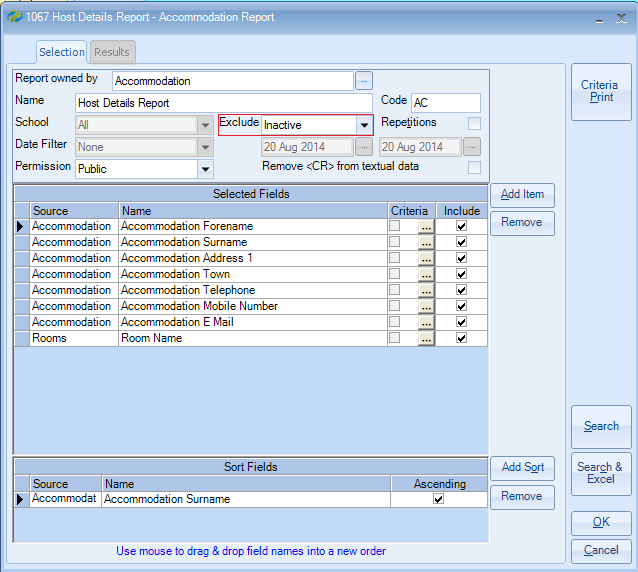 1067 Host Details Report - Accommodation Report
Selection Results
Report owned by Accommodation ...
Name Host Details Report Code AC
School All Exclude Inactive Repetitions
Date Filter None 20 Aug 2014 ... 20 Aug 2014 ...
Permission Public Remove <CR> from textual data
Criteria
Print
Selected Fields
Source Name Criteria Include
Accommodation Accommodation Forename ...
Accommodation Accommodation Surname ...
Accommodation Accommodation Address 1 ...
Accommodation Accommodation Town ...
Accommodation Accommodation Telephone ...
Accommodation Accommodation Mobile Number ...
Accommodation Accommodation E Mail ...
Rooms Room Name ...
Add Item
Remove
Search
Search &
Excel
OK
Cancel
Sort Fields
Source Name Ascending
Accommodat Accommodation Surname
Add Sort
Remove
Use mouse to drag & drop field names into a new order